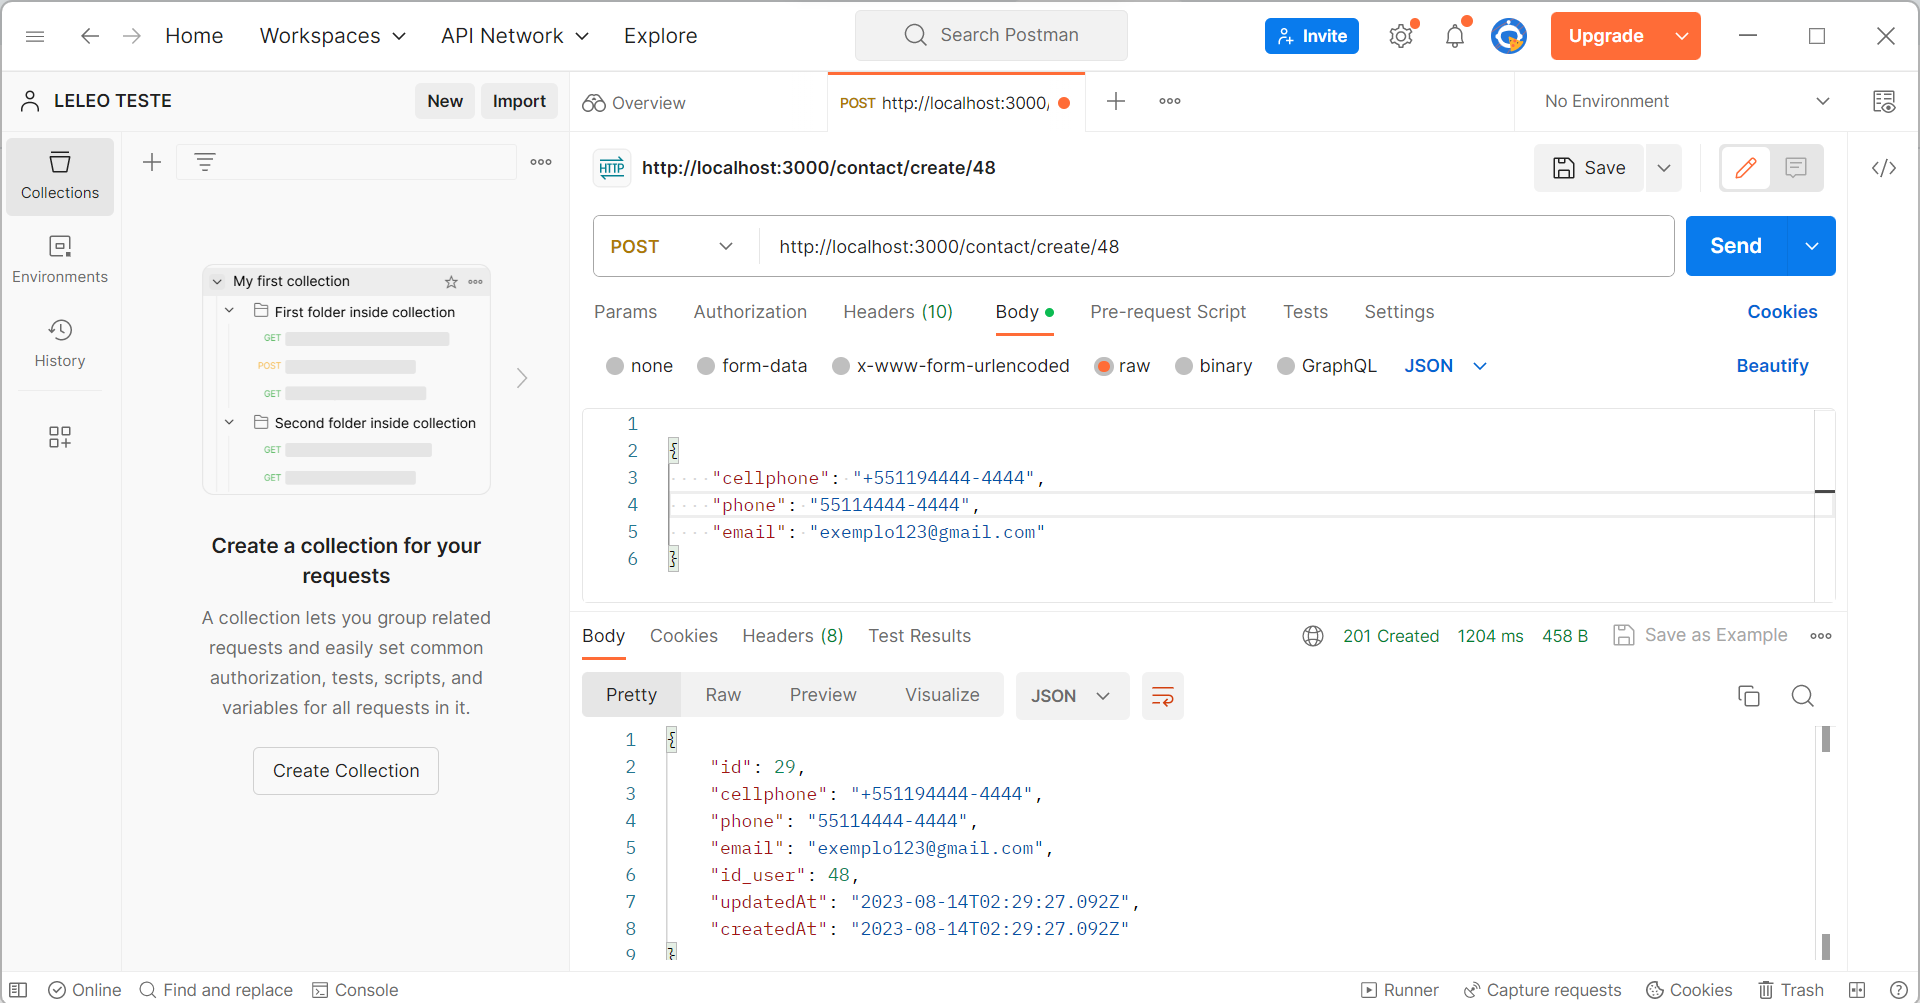 Home Workspaces API Network Explore Search Postman Invite Upgrade
LELEO TESTE New Import Overview POST http://localhost:3000/ No Environment
Collections
Environments
History
My first collection
First folder inside collection
GET
POST
GET
Second folder inside collection
GET
GET
Create a collection for your
requests
A collection lets you group related
requests and easily set common
authorization, tests, scripts, and
variables for all requests in it.
Create Collection
HTTP http://localhost:3000/contact/create/48 Save
POST http://localhost:3000/contact/create/48 Send
Params Authorization Headers (10) Body Pre-request Script Tests Settings Cookies
none form-data x-www-form-urlencoded raw binary GraphQL JSON Beautify
1
2 {
3 "cellphone": "+551194444-4444",
4 "phone": "55114444-4444",
5 "email": "exemplo123@gmail.com"
6 }
Body Cookies Headers (8) Test Results 201 Created 1204 ms 458 B Save as Example
Pretty Raw Preview Visualize JSON
1 {
2 "id": 29,
3 "cellphone": "+551194444-4444",
4 "phone": "55114444-4444",
5 "email": "exemplo123@gmail.com",
6 "id_user": 48,
7 "updatedAt": "2023-08-14T02:29:27.092Z",
8 "createdAt": "2023-08-14T02:29:27.092Z"
9 }
Online Find and replace Console Runner Capture requests Cookies Trash